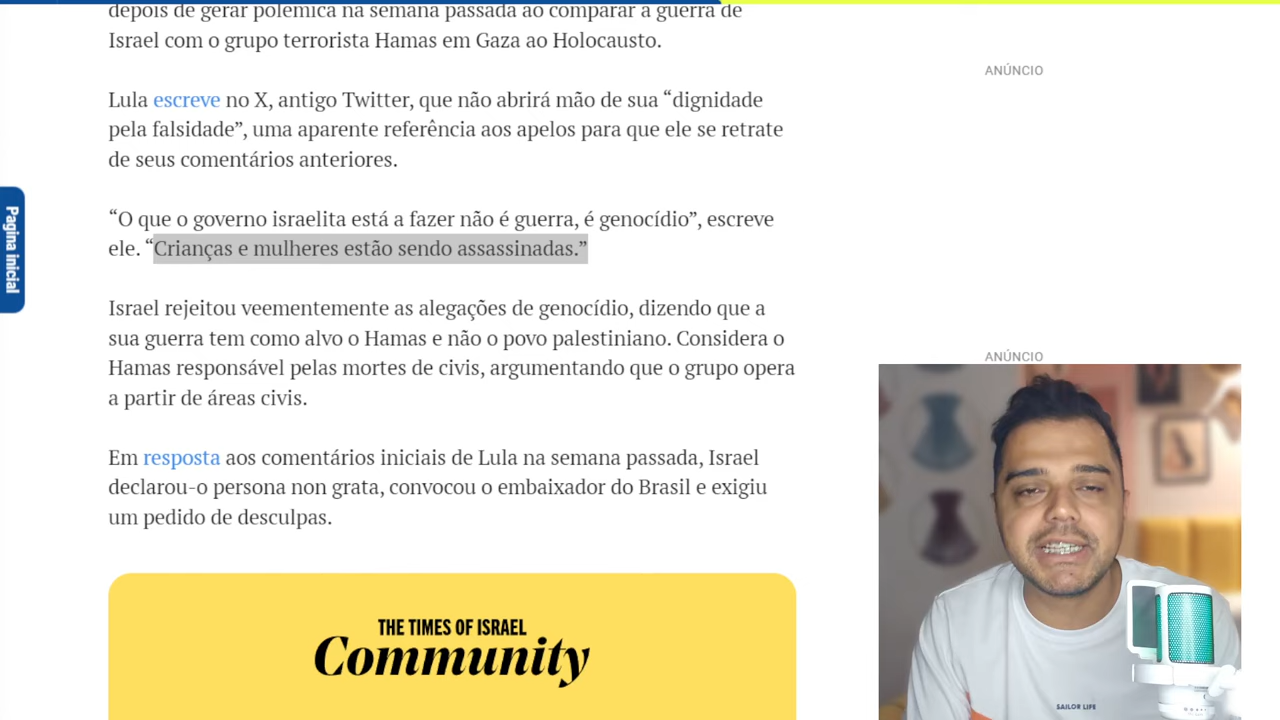 depois de gerar polêmica na semana passada ao comparar a guerra de
Israel com o grupo terrorista Hamas em Gaza ao Holocausto.
Lula escreve no X, antigo Twitter, que não abrirá mão de sua “dignidade
pela falsidade”, uma aparente referência aos apelos para que ele se retrate
de seus comentários anteriores.
“O que o governo israelita está a fazer não é guerra, é genocídio”, escreve
ele. “Crianças e mulheres estão sendo assassinadas.”
Israel rejeitou veementemente as alegações de genocídio, dizendo que a
sua guerra tem como alvo o Hamas e não o povo palestiniano. Considera o
Hamas responsável pelas mortes de civis, argumentando que o grupo opera
a partir de áreas civis.
Em resposta aos comentários iniciais de Lula na semana passada, Israel
declarou-o persona non grata, convocou o embaixador do Brasil e exigiu
um pedido de desculpas.
THE TIMES OF ISRAEL
Community
Pagina inicial
ANÚNCIO
ANÚNCIO
SAILOR LIFE